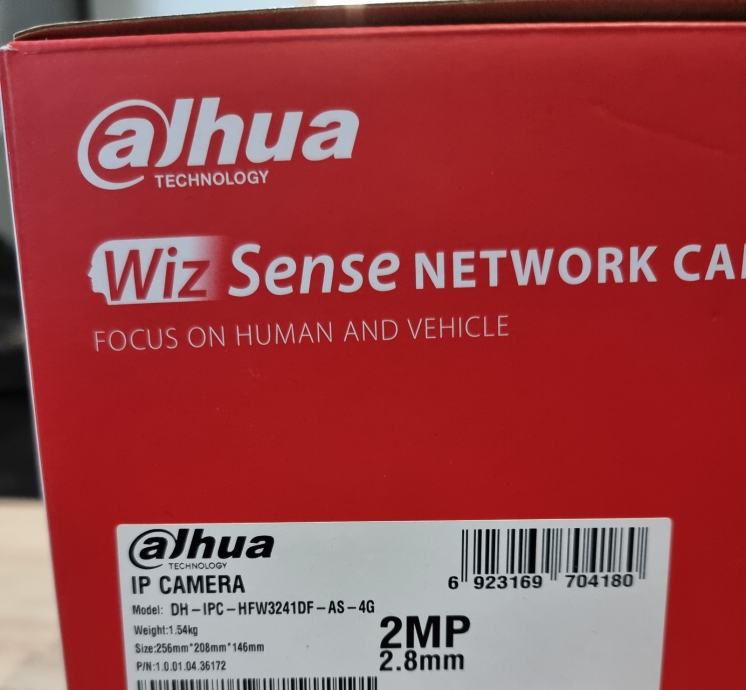 alhua
TECHNOLOGY
Wiz Sense NETWORK CA
FOCUS ON HUMAN AND VEHICLE
alhua
TECHNOLOGY
IP CAMERA
6 923169 704180
Model: DH-IPC-HFW3241DF-AS-4G
Weight:1.54kg
2MP
Size:256mm*208mm*146mm
2.8mm
P/N:1.0.01.04.36172